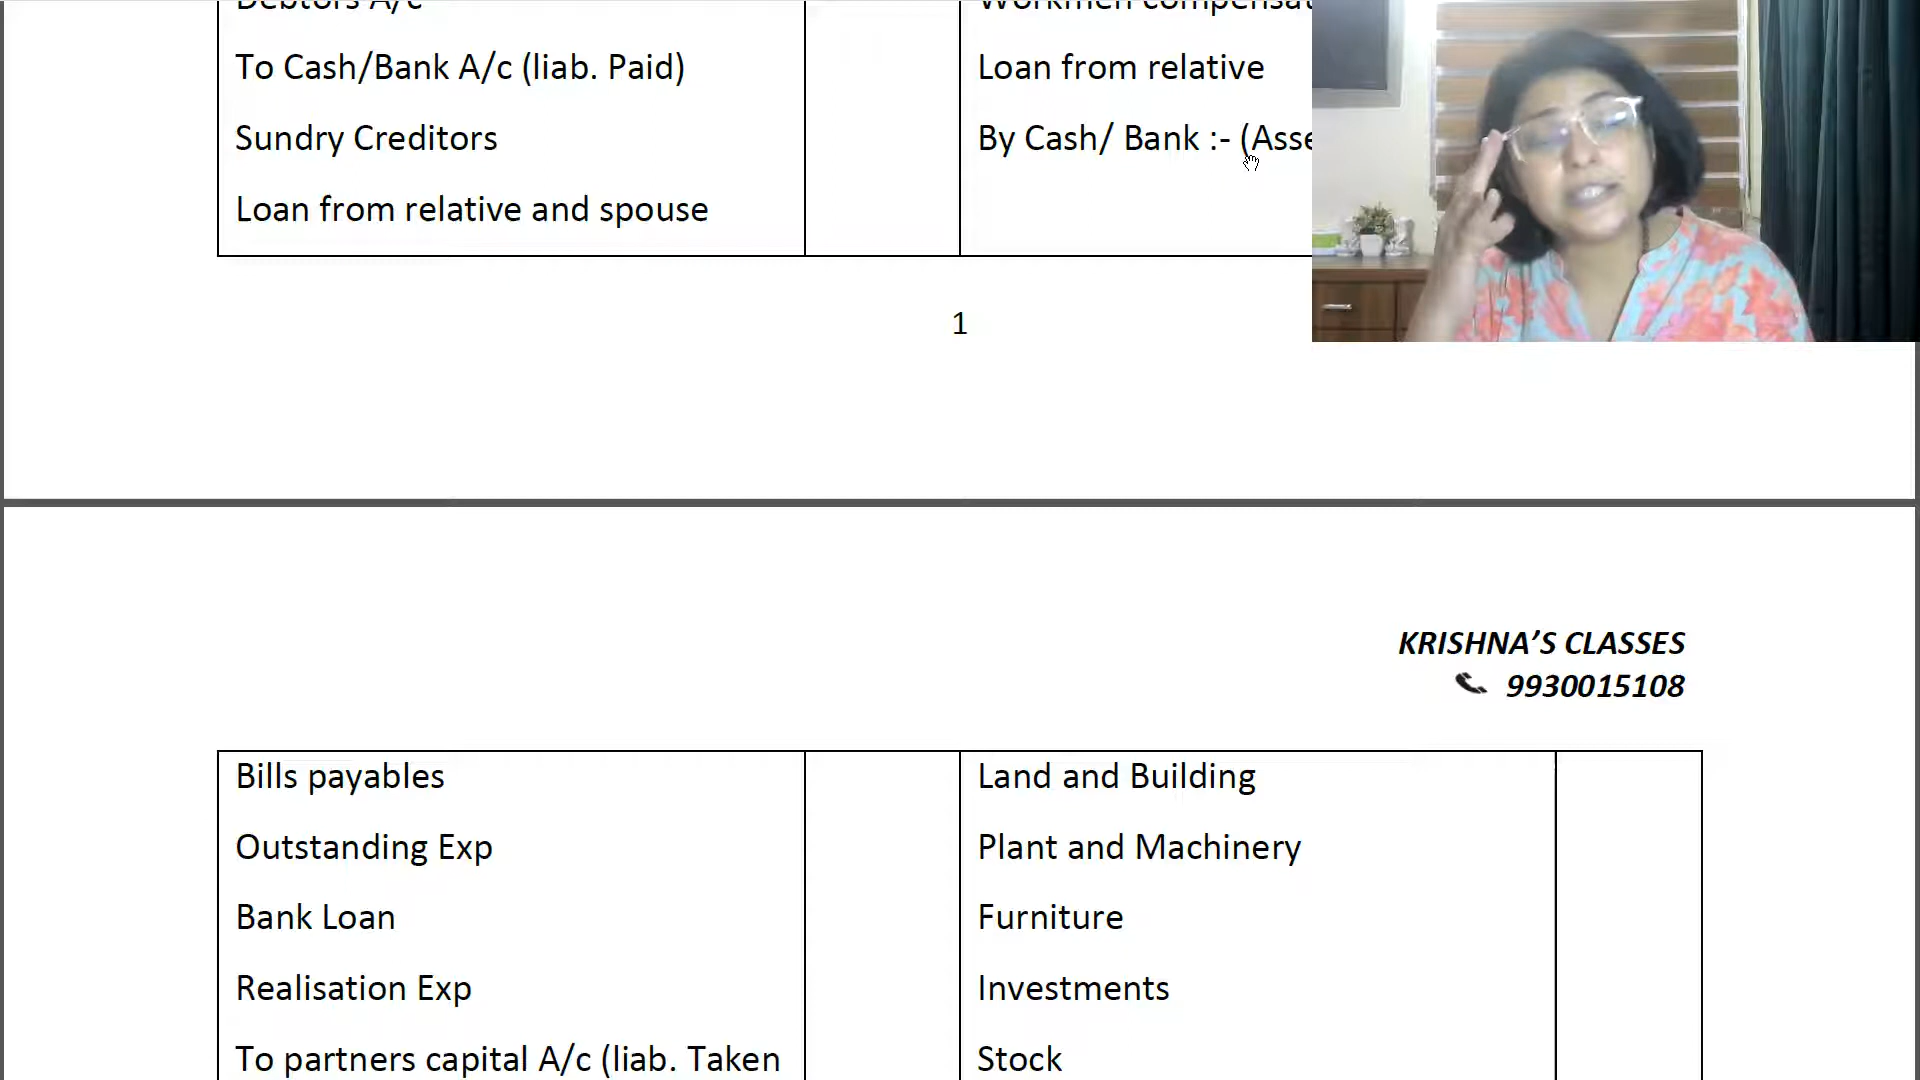 Debtors A/c
To Cash/Bank A/c (liab. Paid)
Sundry Creditors
Loan from relative and spouse
Workmen
Loan from relative
By Cash/ Bank :- (Asse
1
KRISHNA’S CLASSES
9930015108
Bills payables
Outstanding Exp
Bank Loan
Realisation Exp
To partners capital A/c (liab. Taken
Land and Building
Plant and Machinery
Furniture
Investments
Stock